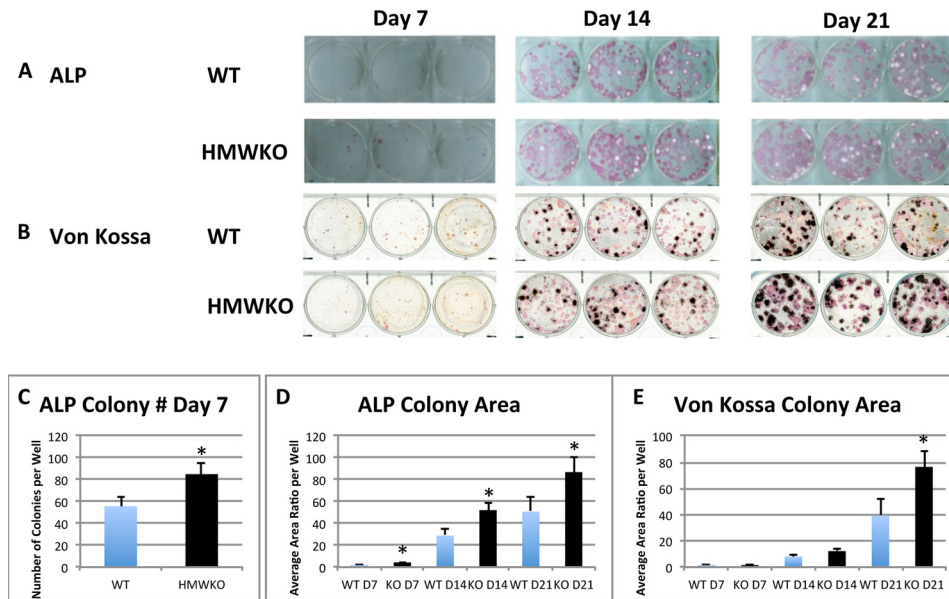 Day 7 Day 14 Day 21
A ALP WT
HMWKO
B Von Kossa WT
HMWKO
C ALP Colony # Day 7
Number of Colonies per Well
120
100
80
60
40
20
0
*
WT HMWKO
D ALP Colony Area
Average Area Ratio per Well
120
100
80
60
40
20
0
* * *
WT D7 KO D7 WT D14 KO D14 WT D21 KO D21
E Von Kossa Colony Area
Average Area Ratio per Well
100
80
60
40
20
0
*
WT D7 KO D7 WT D14 KO D14 WT D21 KO D21